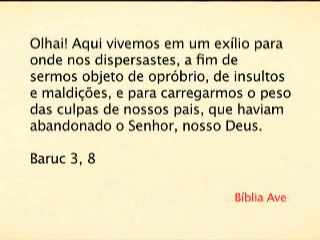 Olhai! Aqui vivemos em um exílio para
onde nos dispersastes, a fim de
sermos objeto de opróbrio, de insultos
e maldições, e para carregarmos o peso
das culpas de nossos pais, que haviam
abandonado o Senhor, nosso Deus.
Baruc 3, 8
Bíblia Ave